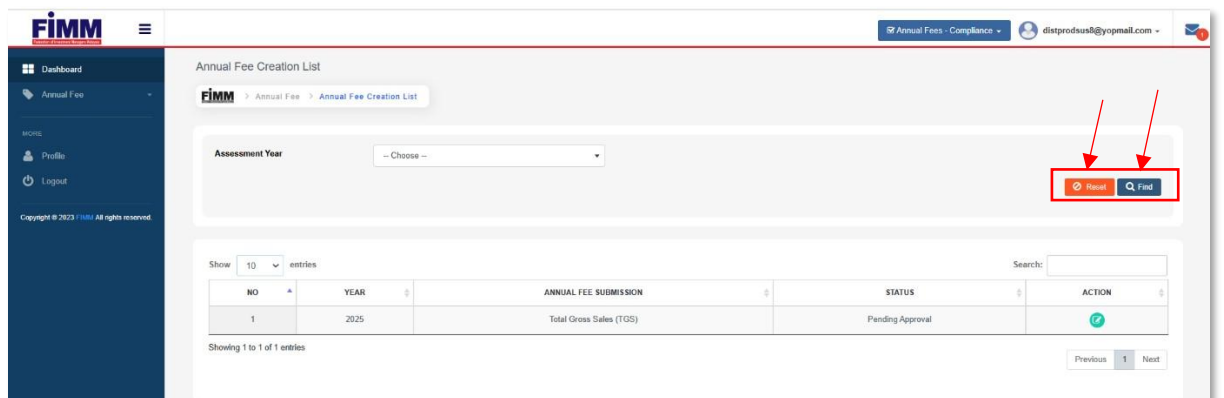 FiMM
Annual Fees - Compliance
distprodsus8@yopmail.com
Dashboard
Annual Fee
MORE
Profile
Logout
Copyright © 2023 FIMM All rights reserved.
Annual Fee Creation List
FiMM > Annual Fee > Annual Fee Creation List
Assessment Year -- Choose --
Reset Find
Show 10 entries Search:
NO YEAR ANNUAL FEE SUBMISSION STATUS ACTION
1 2025 Total Gross Sales (TGS) Pending Approval
Showing 1 to 1 of 1 entries
Previous 1 Next